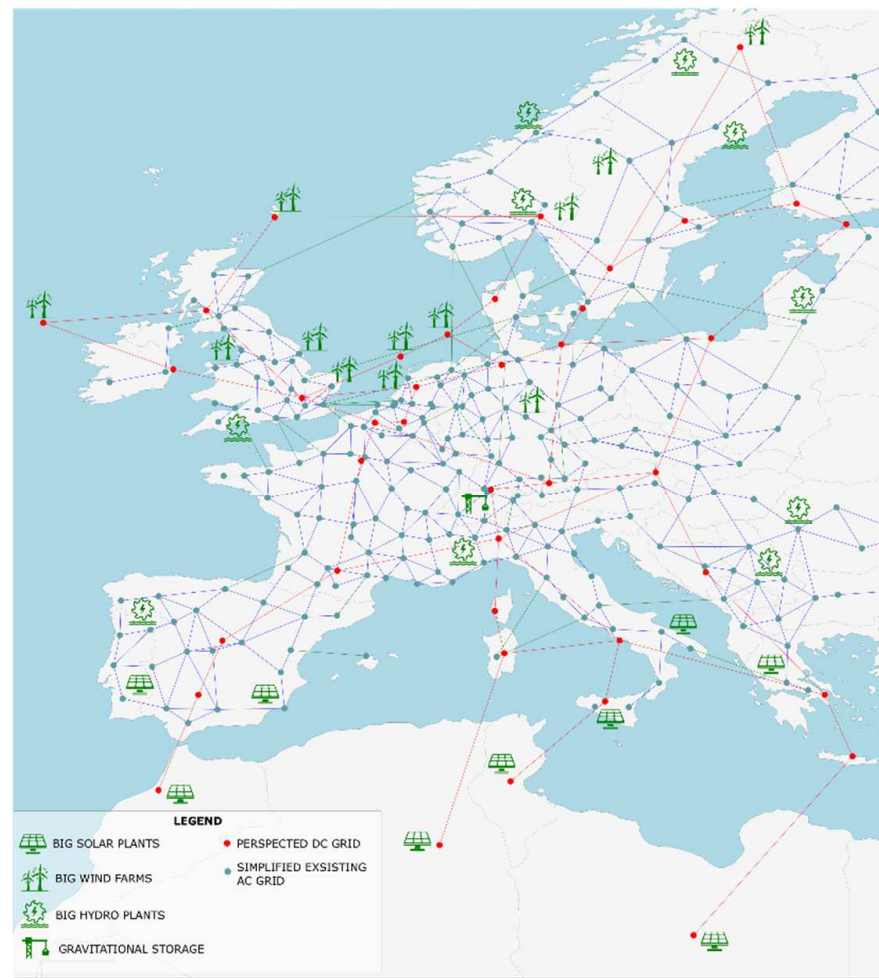 LEGEND
BIG SOLAR PLANTS
PERSPECTED DC GRID
BIG WIND FARMS
SIMPLIFIED EXSISTING
AC GRID
BIG HYDRO PLANTS
GRAVITATIONAL STORAGE